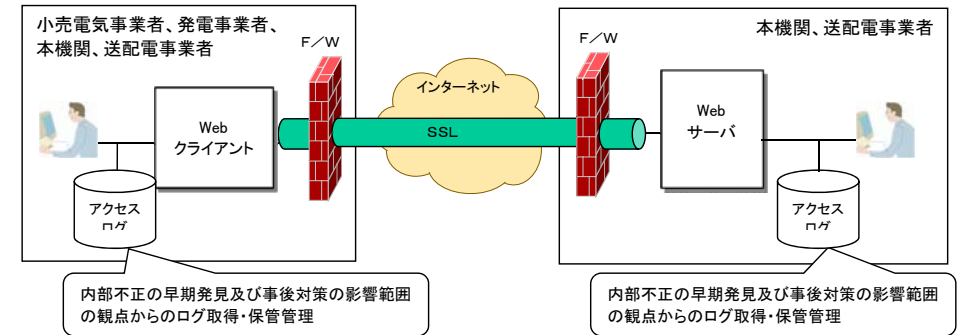 小売電気事業者、発電事業者、
本機関、送配電事業者
F／W
Web
クライアント
アクセス
ログ
内部不正の早期発見及び事後対策の影響範囲
の観点からのログ取得・保管管理
インターネット
SSL
F／W
本機関、送配電事業者
Web
サーバ
アクセス
ログ
内部不正の早期発見及び事後対策の影響範囲
の観点からのログ取得・保管管理